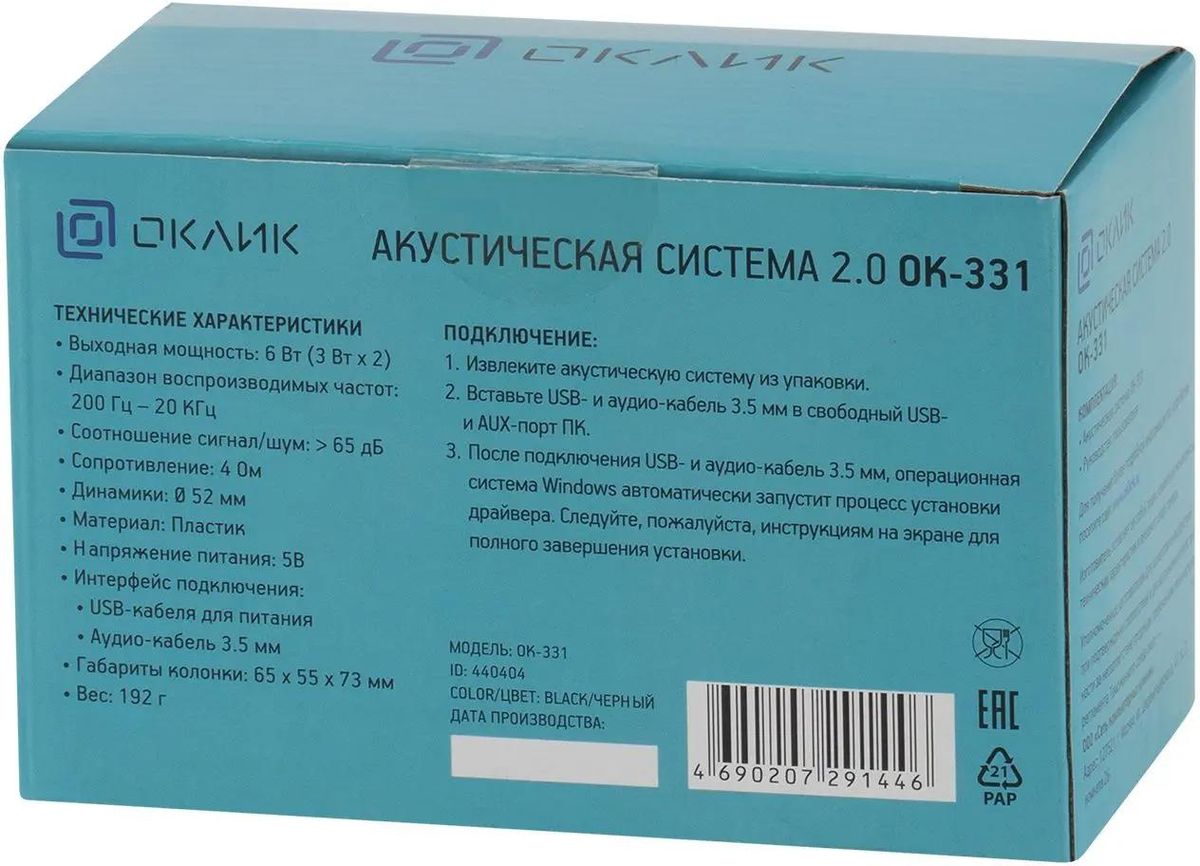 ОКЛИК
ОКЛИК
АКУСТИЧЕСКАЯ СИСТЕМА 2.0 ОК-331
ТЕХНИЧЕСКИЕ ХАРАКТЕРИСТИКИ
• Выходная мощность: 6 Вт (3 Вт х 2)
• Диапазон воспроизводимых частот:
200 Гц – 20 КГц
• Соотношение сигнал/шум: > 65 дБ
• Сопротивление: 4 Ом
• Динамики: Ø 52 мм
• Материал: Пластик
• Напряжение питания: 5В
• Интерфейс подключения:
• USB-кабеля для питания
• Аудио-кабель 3.5 мм
• Габариты колонки: 65 х 55 х 73 мм
• Вес: 192 г
ПОДКЛЮЧЕНИЕ:
1. Извлеките акустическую систему из упаковки.
2. Вставьте USB- и аудио-кабель 3.5 мм в свободный USB-
и AUX-порт ПК.
3. После подключения USB- и аудио-кабель 3.5 мм, операционная
система Windows автоматически запустит процесс установки
драйвера. Следуйте, пожалуйста, инструкциям на экране для
полного завершения установки.
МОДЕЛЬ: ОК-331
ID: 440404
COLOR/ЦВЕТ: BLACK/ЧЕРНЫЙ
ДАТА ПРОИЗВОДСТВА:
4 690207 291446
ЕАС
21
PAP
ОКЛИК
АКУСТИЧЕСКАЯ СИСТЕМА 2.0
ОК-331
КОМПЛЕКТАЦИЯ:
• Акустическая система ОК-331